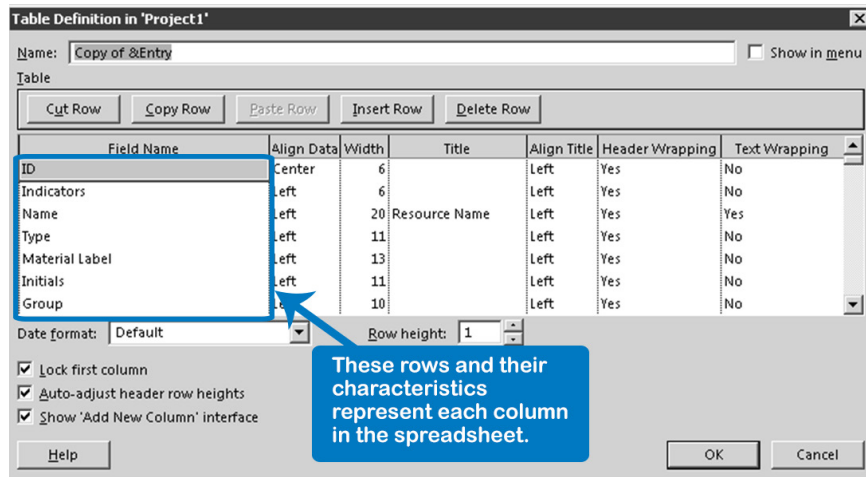 Table Definition in 'Project1'
Name: Copy of &Entry Show in menu
Table
Cut Row Copy Row Paste Row Insert Row Delete Row
Field Name Align Data Width Title Align Title Header Wrapping Text Wrapping
ID Center 6 Left Yes No
Indicators Left 6 Left Yes No
Name Left 20 Resource Name Left Yes Yes
Type Left 11 Left Yes No
Material Label Left 13 Left Yes No
Initials Left 11 Left Yes No
Group 10 Left Yes No
Date format: Default Row height: 1
Lock first column
Auto-adjust header row heights
Show 'Add New Column' interface
These rows and their
characteristics
represent each column
in the spreadsheet.
Help OK Cancel